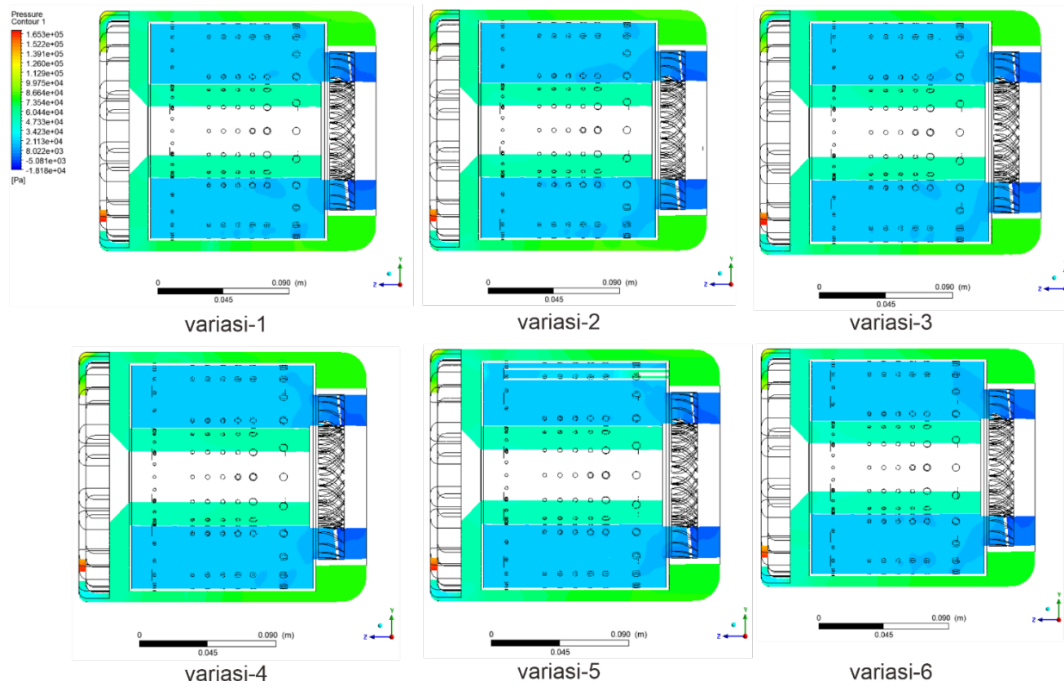 Pressure
Contour 1
1.653e+05
1.522e+05
1.391e+05
1.260e+05
1.129e+05
9.975e+04
8.664e+04
7.354e+04
6.044e+04
4.733e+04
3.423e+04
2.113e+04
8.022e+03
-5.081e+03
-1.818e+04
[Pa]
0 0.090 (m)
0.045
Y
Z
variasi-1
0 0.090 (m)
0.045
Y
Z
variasi-2
0 0.090 (m)
0.045
Y
Z
variasi-3
0 0.090 (m)
0.045
Y
Z
variasi-4
0 0.090 (m)
0.045
Y
Z
variasi-5
0 0.090 (m)
0.045
Y
Z
variasi-6